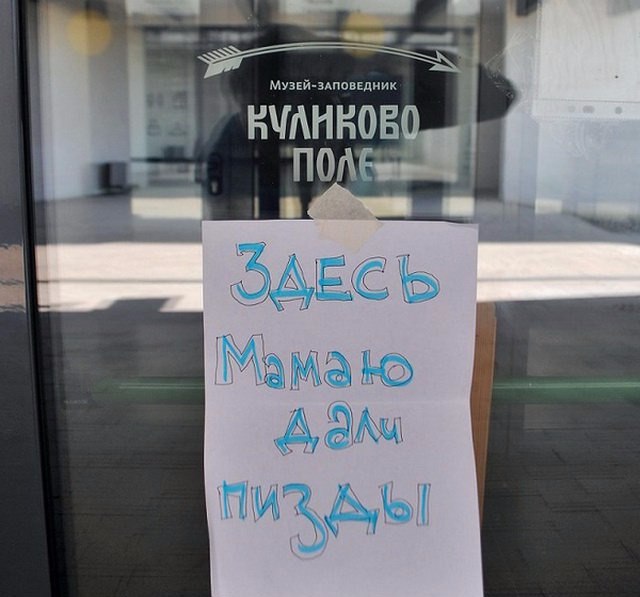 Музей-заповедник
КУЛИКОВО
ПОЛЕ
Здесь
Мамаю
дали
пизды